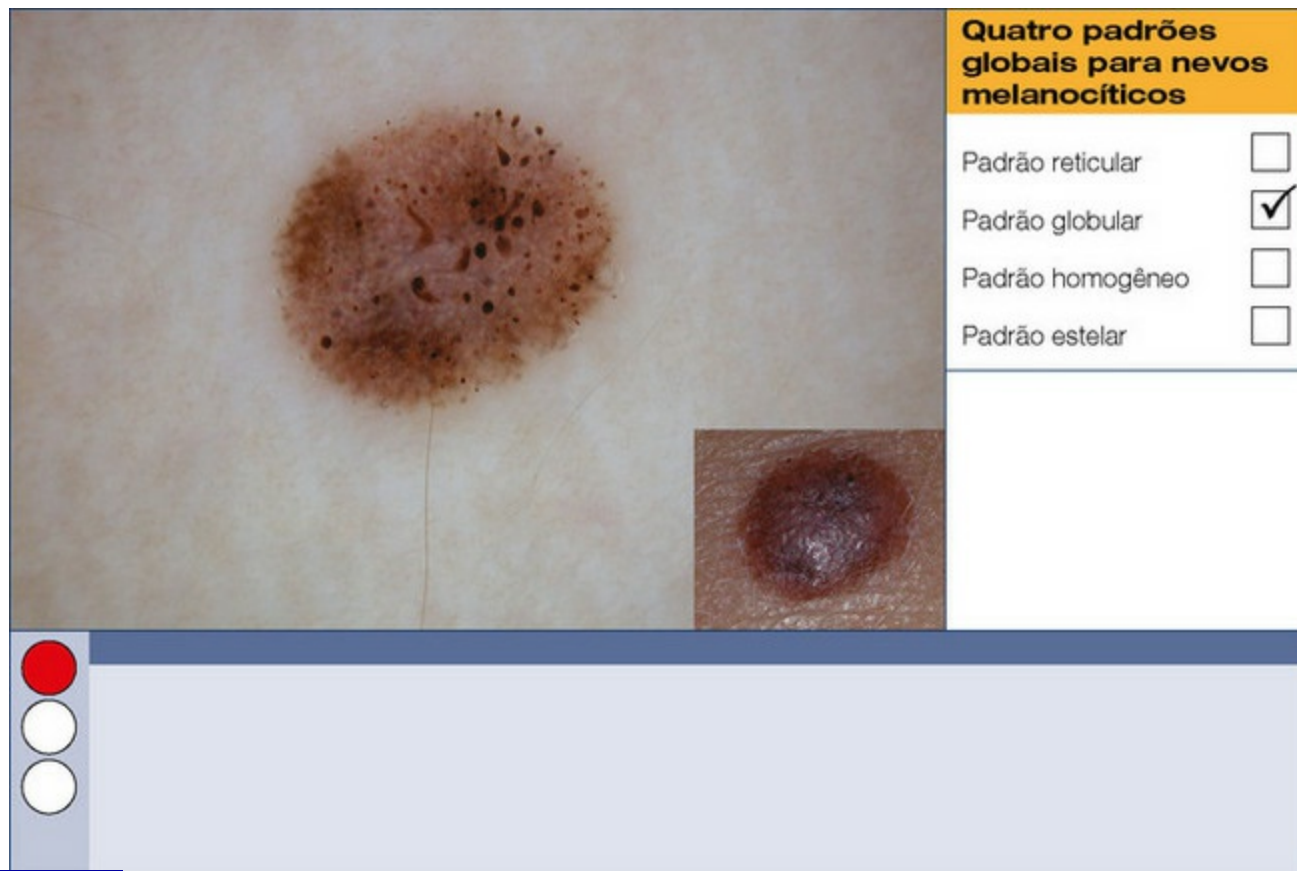 Quatro padrões
globais para nevos
melanocíticos
Padrão reticular
Padrão globular
Padrão homogêneo
Padrão estelar